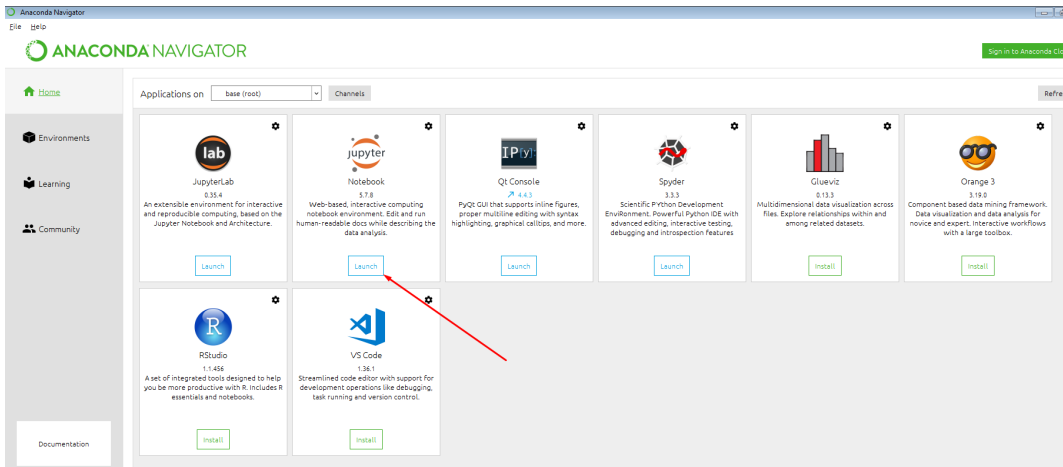 Anaconda Navigator
File Help
ANACONDA NAVIGATOR
Sign in to Anaconda Clo
Home
Applications on base (root) Channels
Refre
Environments
Learning
Community
Documentation
lab
JupyterLab
0.35.4
An extensible environment for interactive
and reproducible computing, based on the
Jupyter Notebook and Architecture.
Launch
jupyter
Notebook
5.7.8
Web-based, interactive computing
notebook environment. Edit and run
human-readable docs while describing the
data analysis.
Launch
IP[y]:
Qt Console
4.4.3
PyQt GUI that supports inline figures,
proper multiline editing with syntax
highlighting, graphical calltips, and more.
Launch
Spyder
3.3.3
Scientific PYthon Development
EnviRonment. Powerful Python IDE with
advanced editing, interactive testing,
debugging and introspection features
Launch
Glueviz
0.13.3
Multidimensional data visualization across
files. Explore relationships within and
among related datasets.
Install
Orange 3
3.19.0
Component based data mining framework.
Data visualization and data analysis for
novice and expert. Interactive workflows
with a large toolbox.
Install
R
RStudio
1.1.456
A set of integrated tools designed to help
you be more productive with R. Includes R
essentials and notebooks.
Install
VS Code
1.36.1
Streamlined code editor with support for
development operations like debugging,
task running and version control.
Install